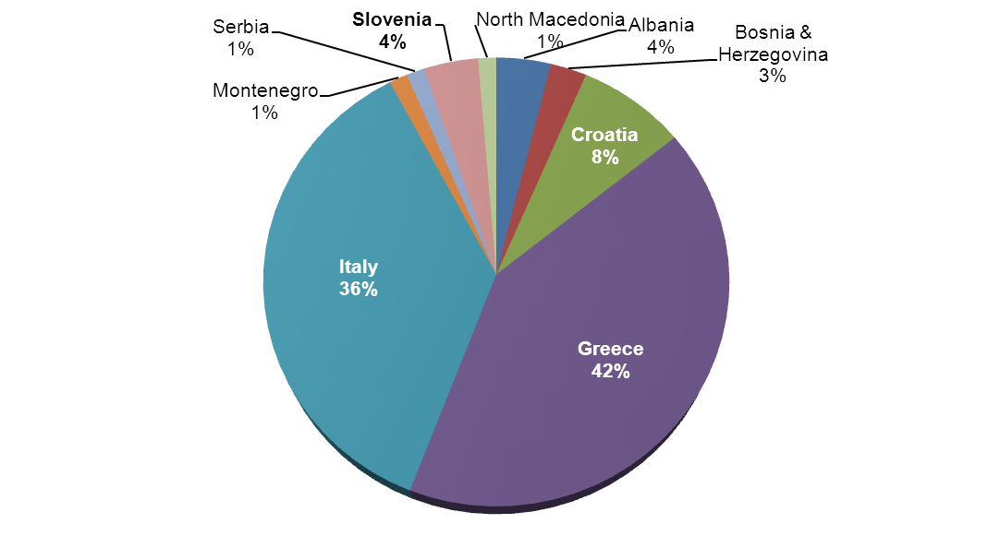 Serbia
1%
Slovenia
4%
North Macedonia
1%
Albania
4%
Bosnia &
Herzegovina
3%
Montenegro
1%
Croatia
8%
Italy
36%
Greece
42%